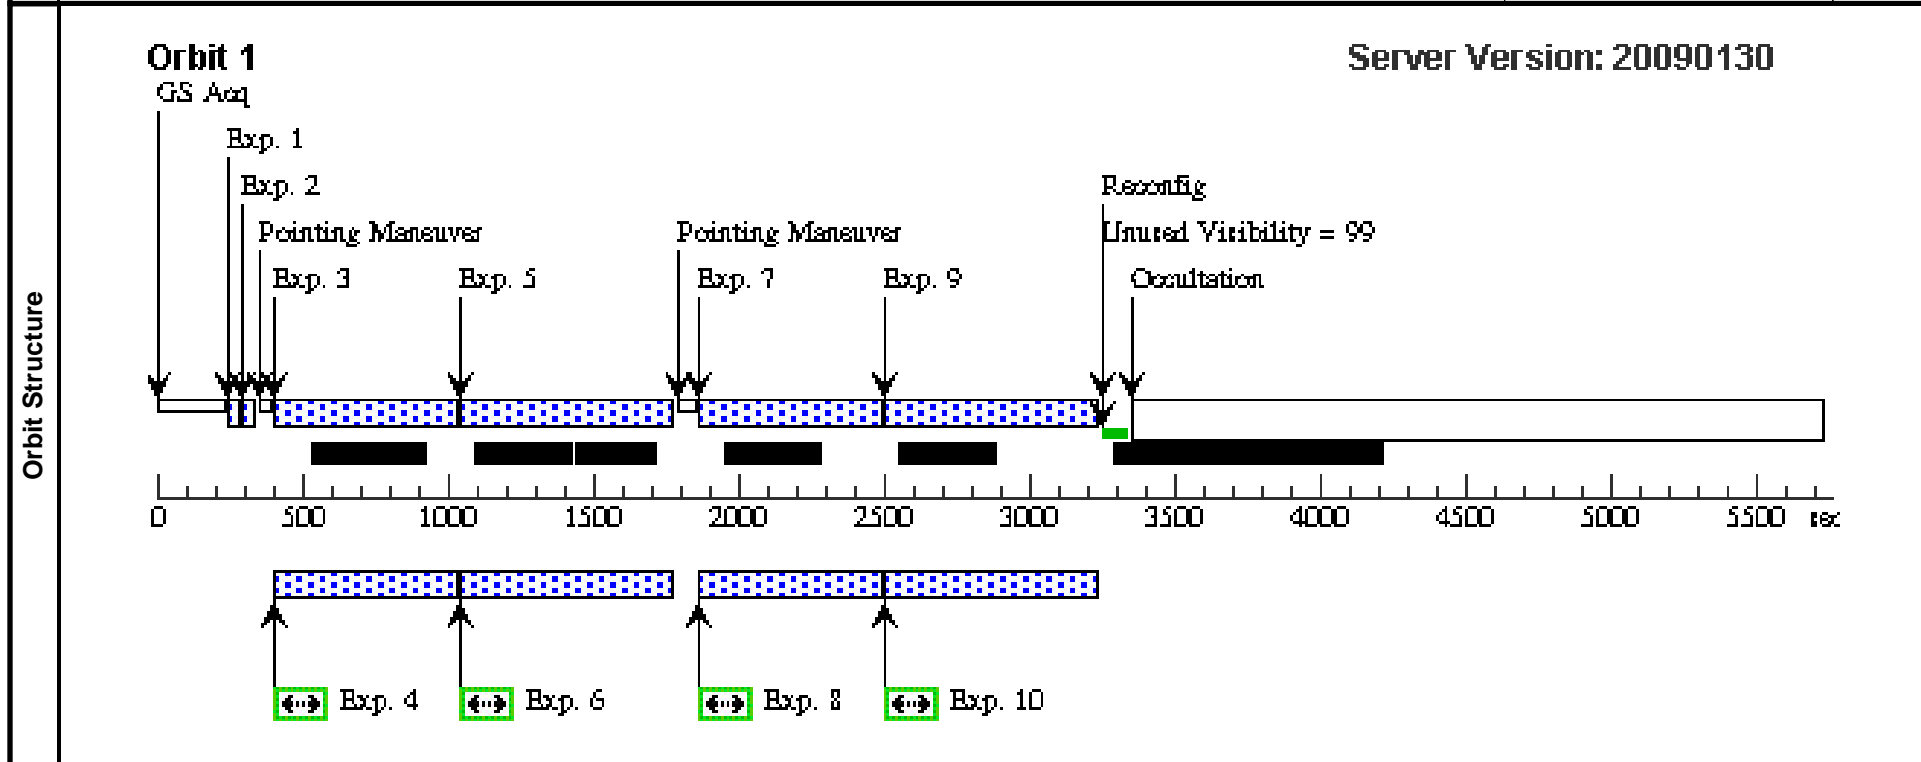 Orbit 1
Server Version: 20090130
GS Acq
Exp. 1
Exp. 2
Reconfig
Pointing Maneuver
Pointing Maneuver
Unused Visibility = 99
Exp. 3
Exp. 5
Exp. 7
Exp. 9
Occultation
Orbit Structure
0 500 1000 1500 2000 2500 3000 3500 4000 4500 5000 5500 sec
Exp. 4
Exp. 6
Exp. 8
Exp. 10